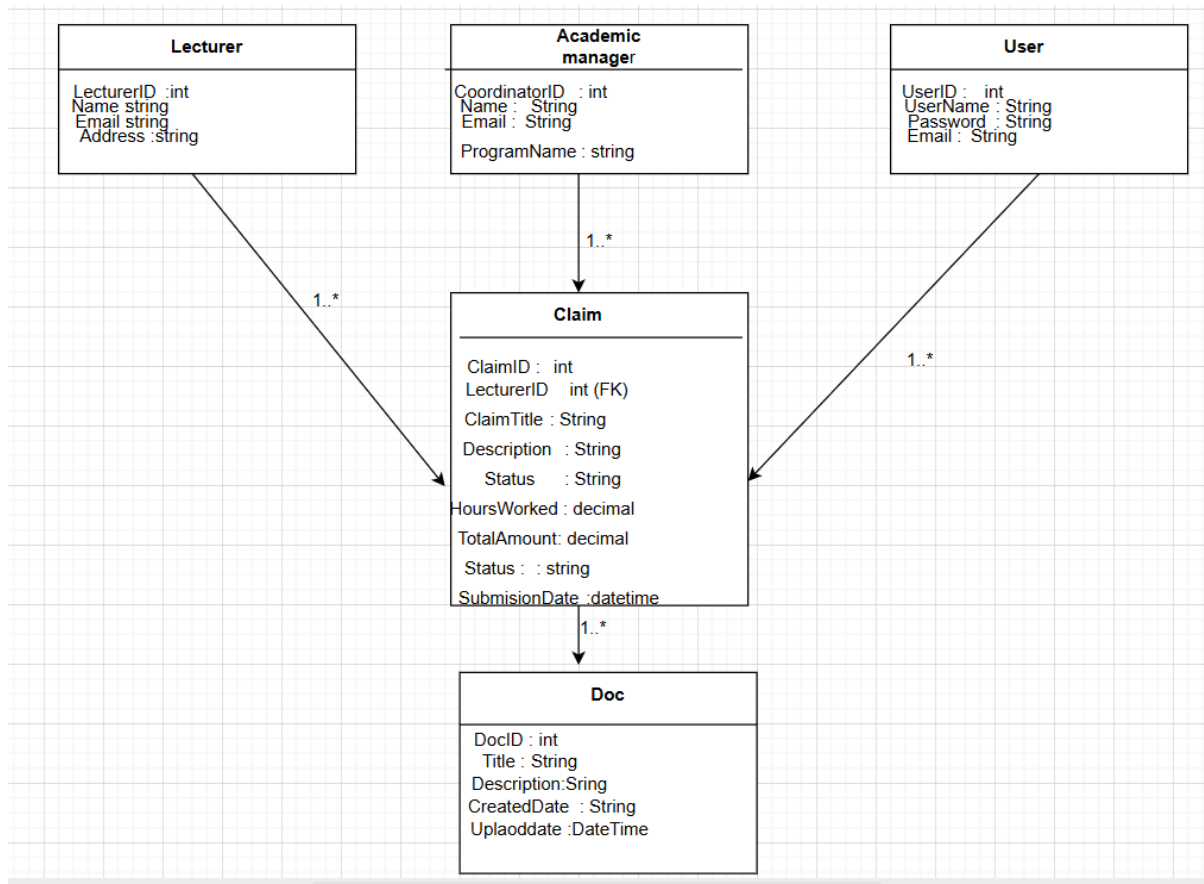 Lecturer
LecturerID :int
Name string
Email string
Address :string
Academic
manager
CoordinatorID : int
Name : String
Email : String
ProgramName : string
User
UserID : int
UserName : String
Password : String
Email : String
1..*
1..*
1..*
Claim
ClaimID : int
LecturerID int (FK)
ClaimTitle : String
Description : String
Status : String
HoursWorked : decimal
TotalAmount: decimal
Status : : string
SubmisionDate :datetime
1..*
Doc
DocID : int
Title : String
Description:Sring
CreatedDate : String
Uplaoddate :DateTime